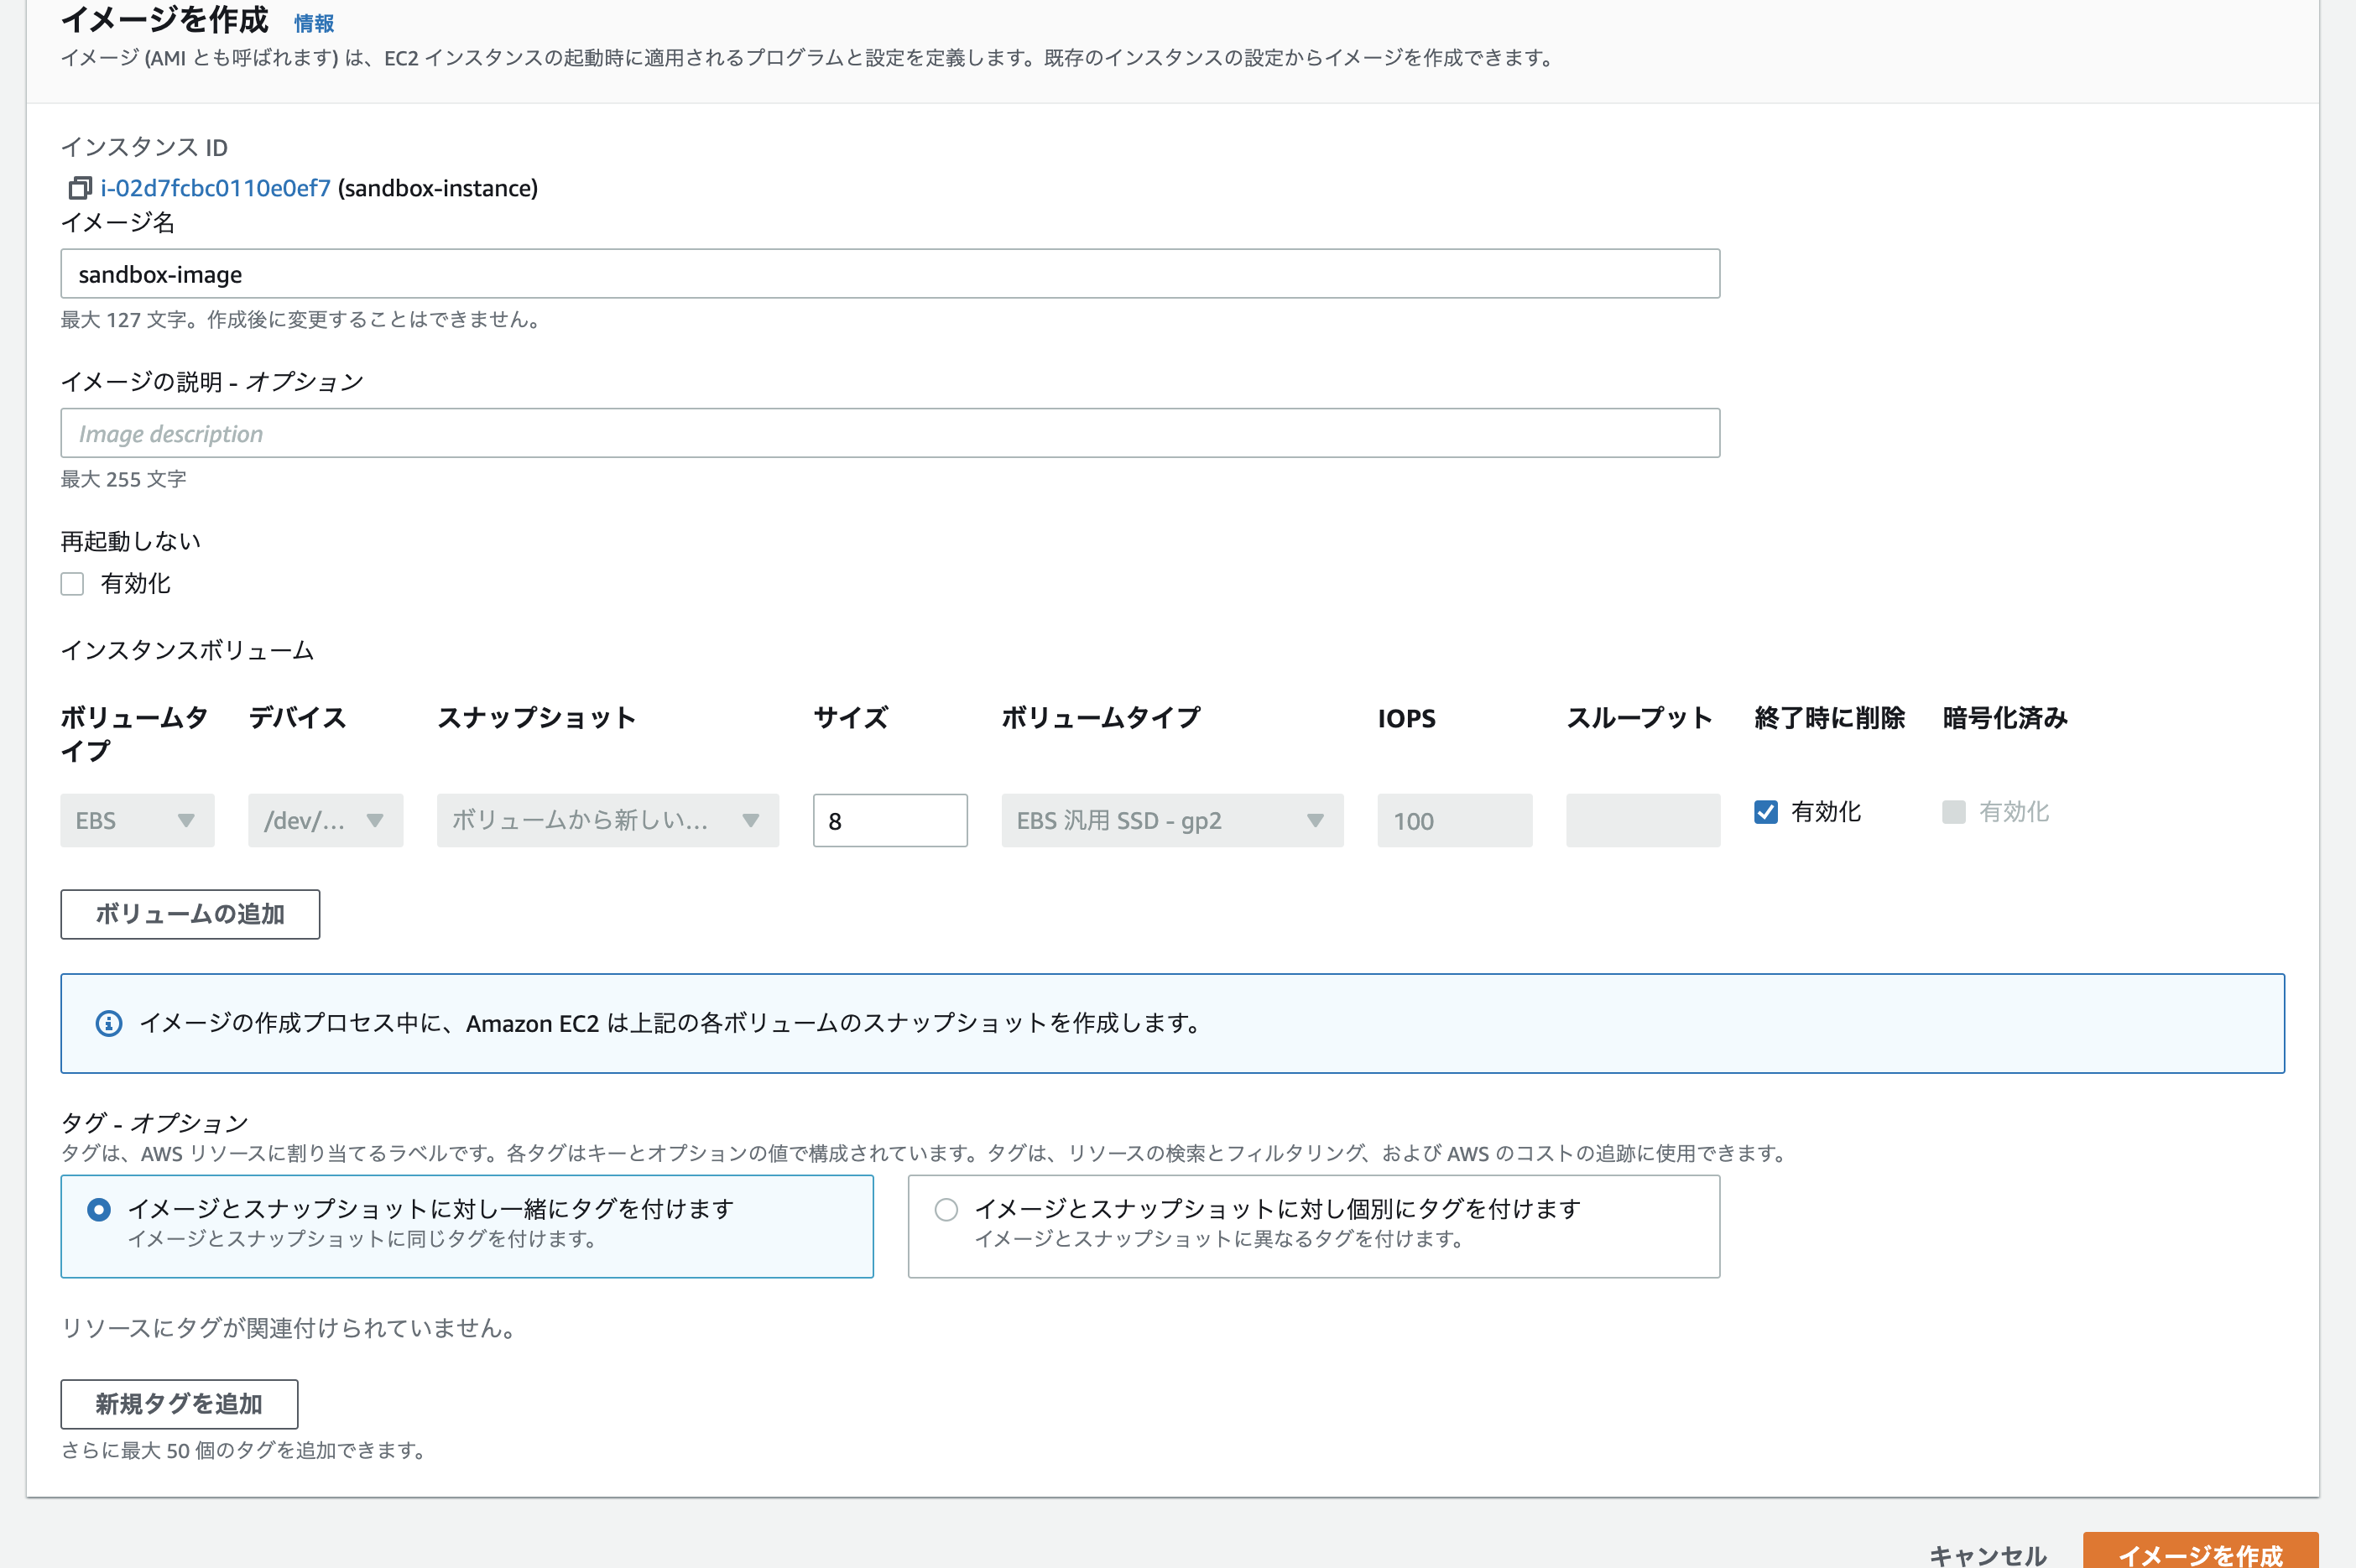 イメージを作成 情報
イメージ (AMI とも呼ばれます) は、EC2 インスタンスの起動時に適用されるプログラムと設定を定義します。既存のインスタンスの設定からイメージを作成できます。
インスタンス ID
i-02d7fcbc0110e0ef7 (sandbox-instance)
イメージ名
sandbox-image
最大 127 文字。作成後に変更することはできません。
イメージの説明 - オプション
Image description
最大 255 文字
再起動しない
有効化
インスタンスボリューム
ボリュームタイプ デバイス スナップショット サイズ ボリュームタイプ IOPS スループット 終了時に削除 暗号化済み
EBS /dev/... ボリュームから新しい... 8 EBS 汎用 SSD - gp2 100 有効化 有効化
ボリュームの追加
イメージの作成プロセス中に、Amazon EC2 は上記の各ボリュームのスナップショットを作成します。
タグ - オプション
タグは、AWS リソースに割り当てるラベルです。各タグはキーとオプションの値で構成されています。タグは、リソースの検索とフィルタリング、および AWS のコストの追跡に使用できます。
イメージとスナップショットに対し一緒にタグを付けます
イメージとスナップショットに同じタグを付けます。
イメージとスナップショットに対し個別にタグを付けます
イメージとスナップショットに異なるタグを付けます。
リソースにタグが関連付けられていません。
新規タグを追加
さらに最大 50 個のタグを追加できます。
キャンセル イメージを作成